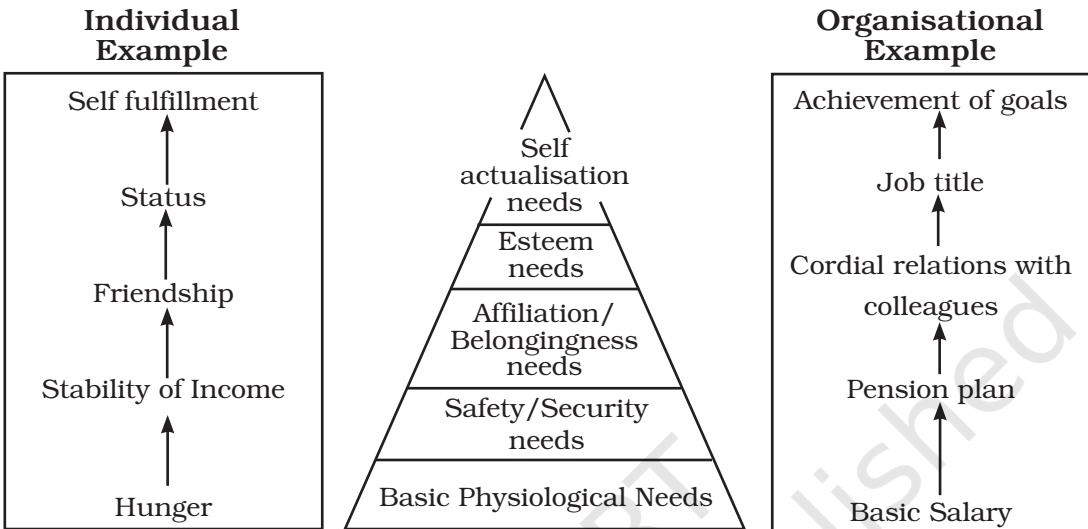 Individual
Example
Self fulfillment
Status
Friendship
Stability of Income
Hunger
Self
actualisation
needs
Esteem
needs
Affiliation/
Belongingness
needs
Safety/Security
needs
Basic Physiological Needs
Organisational
Example
Achievement of goals
Job title
Cordial relations with
colleagues
Pension plan
Basic Salary